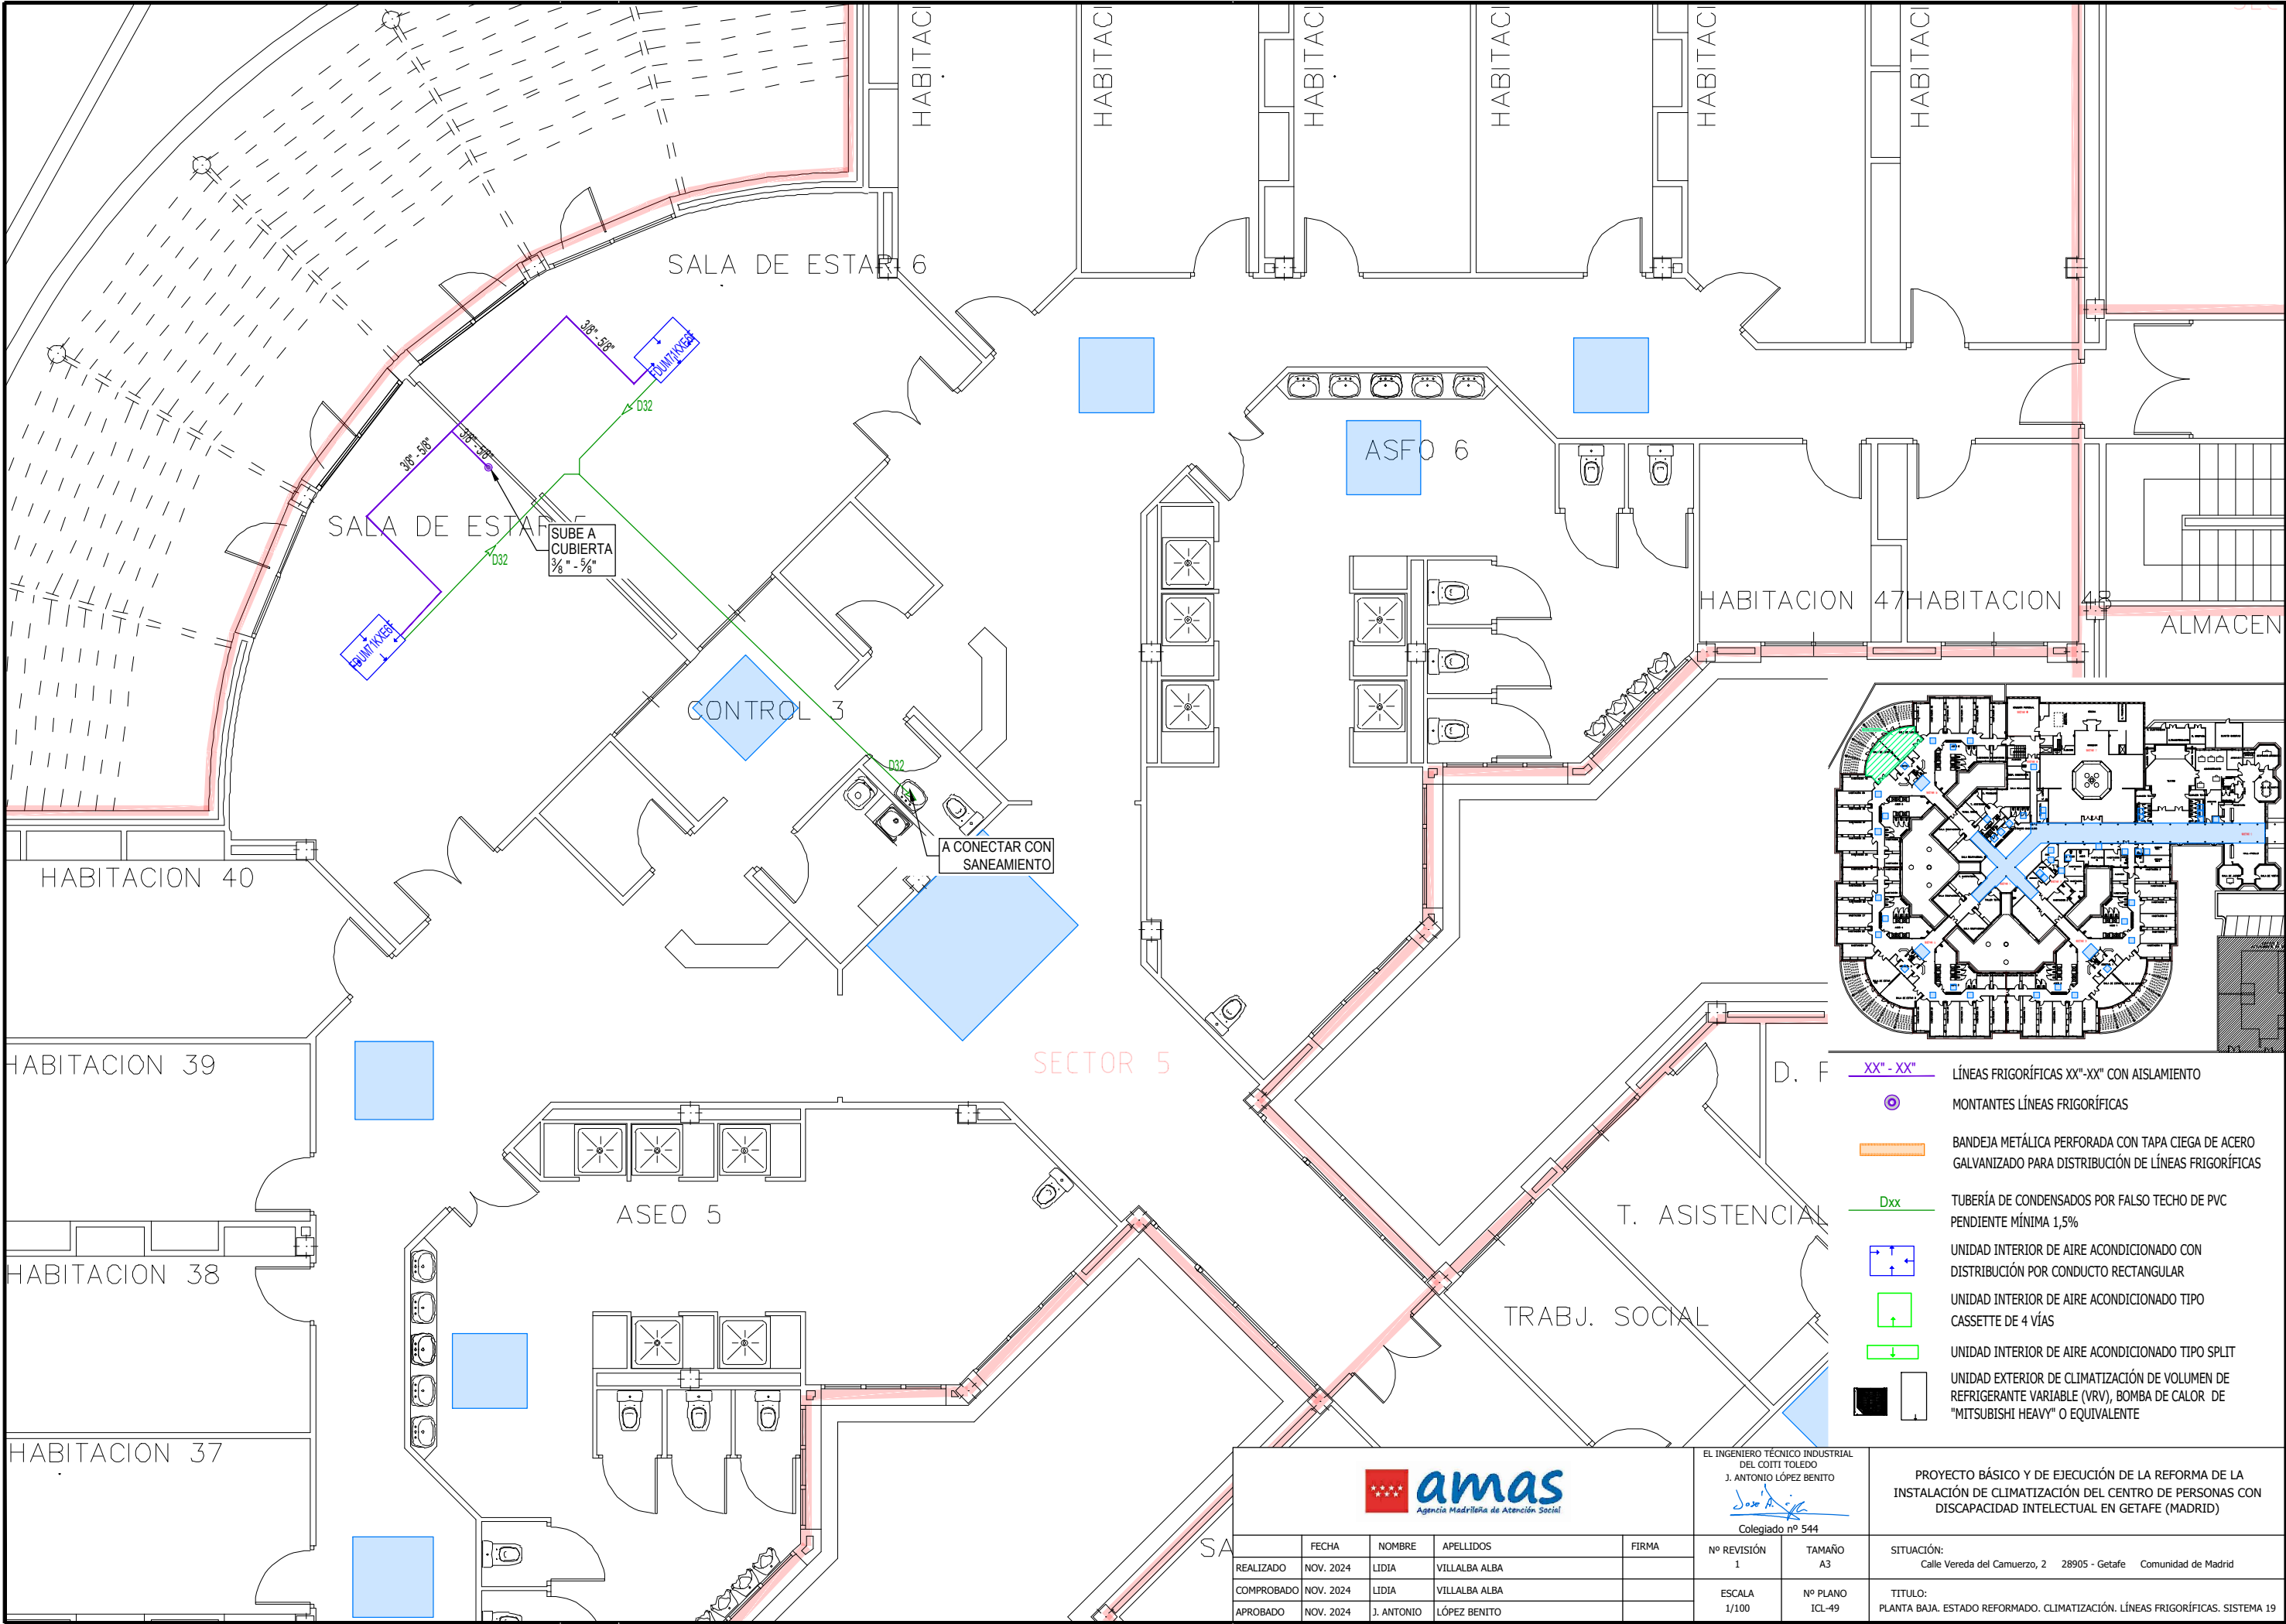 HABITACI
HABITACI
HABITACI
HABITACI
HABITACI
HABITACI
SALA DE ESTAR 6
3/8" - 5/8"
FDUM71KXE6F
D32
3/8" - 5/8"
3/8" - 5/8"
SALA DE ESTAR
SUBE A
CUBIERTA
3/8" - 5/8"
D32
FDUM71KXE6F
ASEO 6
HABITACION 47
HABITACION 48
ALMACEN
CONTROL 3
D32
A CONECTAR CON
SANEAMIENTO
HABITACION 40
HABITACION 39
SECTOR 5
D.
ASEO 5
T. ASISTENCIAL
HABITACION 38
TRABJ. SOCIAL
HABITACION 37
SA
XX" - XX"
LÍNEAS FRIGORÍFICAS XX"-XX" CON AISLAMIENTO
MONTANTES LÍNEAS FRIGORÍFICAS
BANDEJA METÁLICA PERFORADA CON TAPA CIEGA DE ACERO
GALVANIZADO PARA DISTRIBUCIÓN DE LÍNEAS FRIGORÍFICAS
Dxx
TUBERÍA DE CONDENSADOS POR FALSO TECHO DE PVC
PENDIENTE MÍNIMA 1,5%
UNIDAD INTERIOR DE AIRE ACONDICIONADO CON
DISTRIBUCIÓN POR CONDUCTO RECTANGULAR
UNIDAD INTERIOR DE AIRE ACONDICIONADO TIPO
CASSETTE DE 4 VÍAS
UNIDAD INTERIOR DE AIRE ACONDICIONADO TIPO SPLIT
UNIDAD EXTERIOR DE CLIMATIZACIÓN DE VOLUMEN DE
REFRIGERANTE VARIABLE (VRV), BOMBA DE CALOR DE
"MITSUBISHI HEAVY" O EQUIVALENTE
amas
Agencia Madrileña de Atención Social
EL INGENIERO TÉCNICO INDUSTRIAL
DEL COITI TOLEDO
J. ANTONIO LÓPEZ BENITO
Colegiado nº 544
PROYECTO BÁSICO Y DE EJECUCIÓN DE LA REFORMA DE LA
INSTALACIÓN DE CLIMATIZACIÓN DEL CENTRO DE PERSONAS CON
DISCAPACIDAD INTELECTUAL EN GETAFE (MADRID)
FECHA NOMBRE APELLIDOS FIRMA
REALIZADO NOV. 2024 LIDIA VILLALBA ALBA
COMPROBADO NOV. 2024 LIDIA VILLALBA ALBA
APROBADO NOV. 2024 J. ANTONIO LÓPEZ BENITO
Nº REVISIÓN
1
TAMAÑO
A3
ESCALA
1/100
Nº PLANO
ICL-49
SITUACIÓN:
Calle Vereda del Camuerzo, 2 28905 - Getafe Comunidad de Madrid
TITULO:
PLANTA BAJA. ESTADO REFORMADO. CLIMATIZACIÓN. LÍNEAS FRIGORÍFICAS. SISTEMA 19